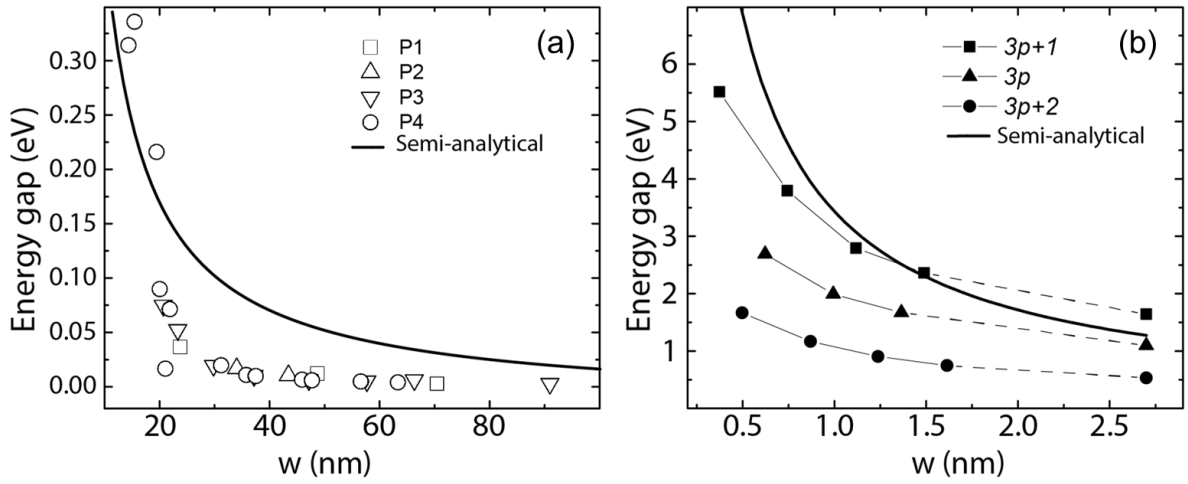 (a)
P1
P2
P3
P4
Semi-analytical
Energy gap (eV)
0.30
0.25
0.20
0.15
0.10
0.05
0.00
20
40
60
80
w (nm)
(b)
3p+1
3p
3p+2
Semi-analytical
Energy gap (eV)
6
5
4
3
2
1
0.5
1.0
1.5
2.0
2.5
w (nm)